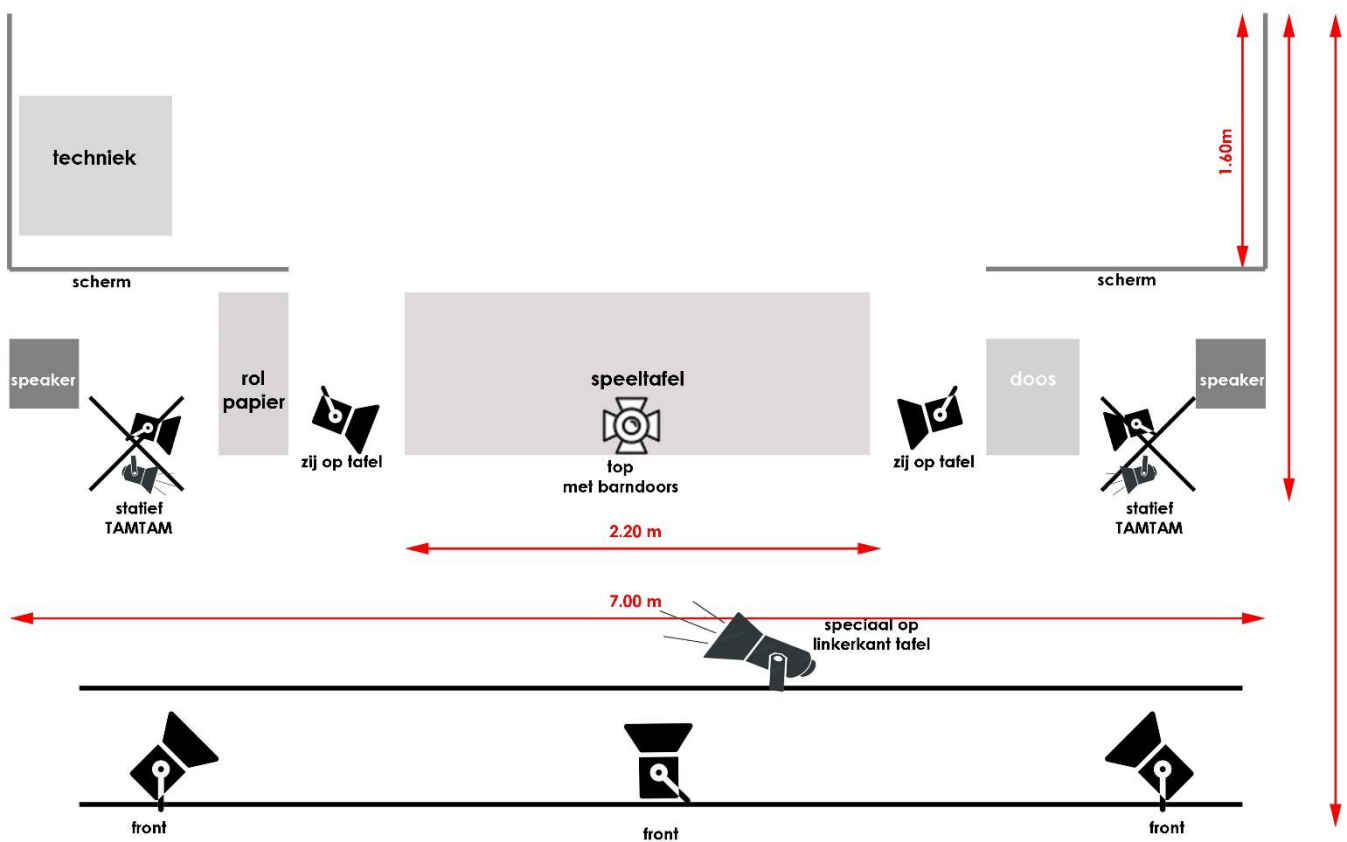 1.60m
techniek
scherm
scherm
speaker
rol
papier
speeltafel
doos
speaker
zij op tafel
top
met barndoors
zij op tafel
statief
TAMTAM
statief
TAMTAM
2.20 m
7.00 m
speciaal op
linkerkant tafel
front
front
front